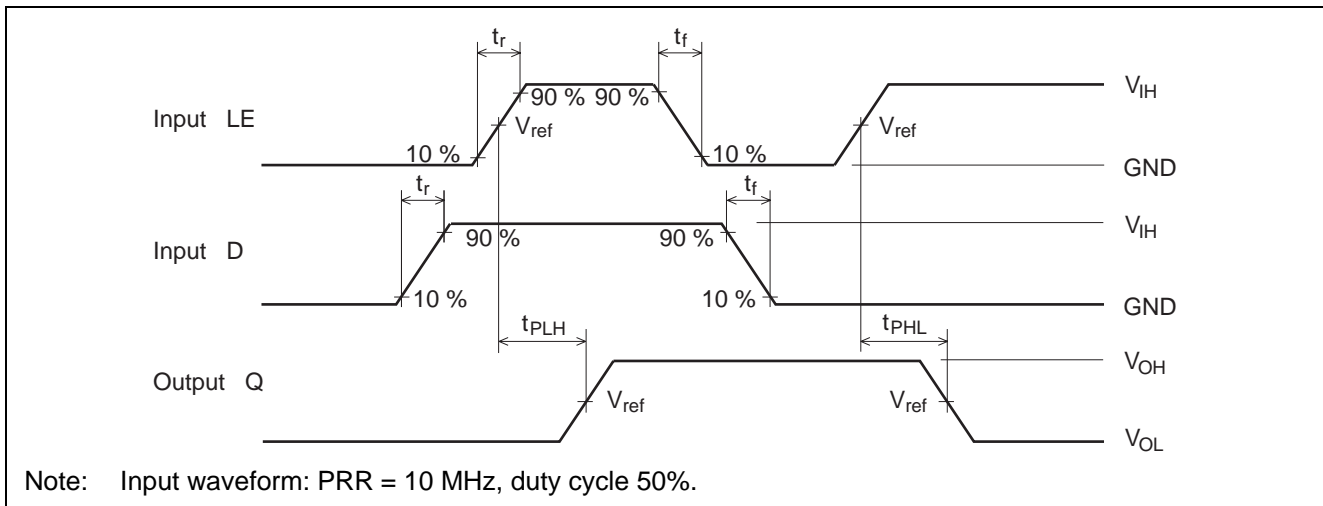 tr tf
90 % 90 % VIH
Input LE Vref Vref
10 % 10 % GND
tr tf
VIH
90 % 90 %
Input D
10 % 10 % GND
tPLH tPHL
VOH
Output Q
Vref Vref
VOL
Note: Input waveform: PRR = 10 MHz, duty cycle 50%.